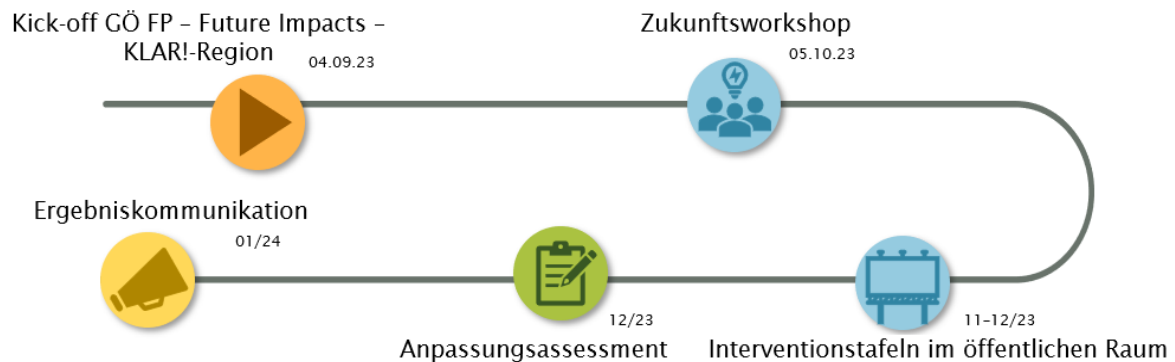 Kick-off GÖ FP – Future Impacts –
KLAR!-Region
04.09.23
Zukunftsworkshop
05.10.23
11-12/23
Interventionstafeln im öffentlichen Raum
12/23
Anpassungsassessment
Ergebniskommunikation
01/24